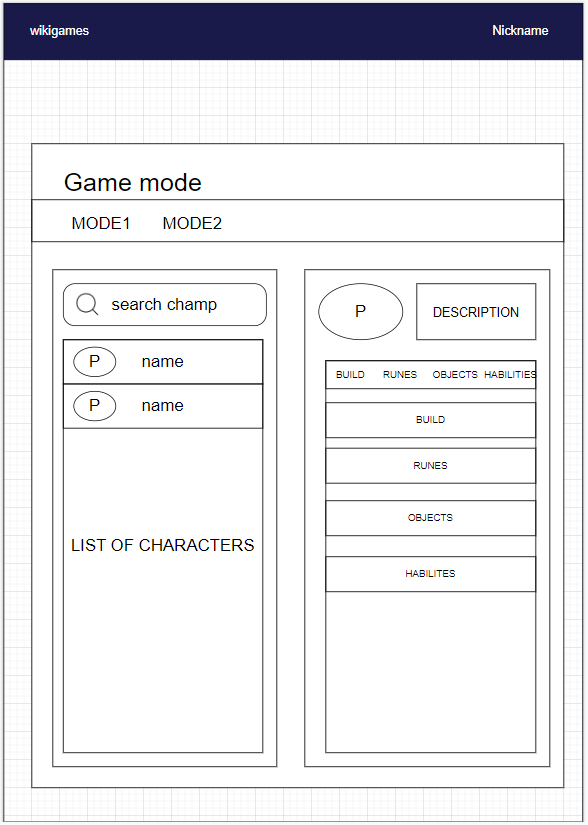 wikigames Nickname
Game mode
MODE1 MODE2
search champ
P name
P name
LIST OF CHARACTERS
P DESCRIPTION
BUILD RUNES OBJECTS HABILITIES
BUILD
RUNES
OBJECTS
HABILITES